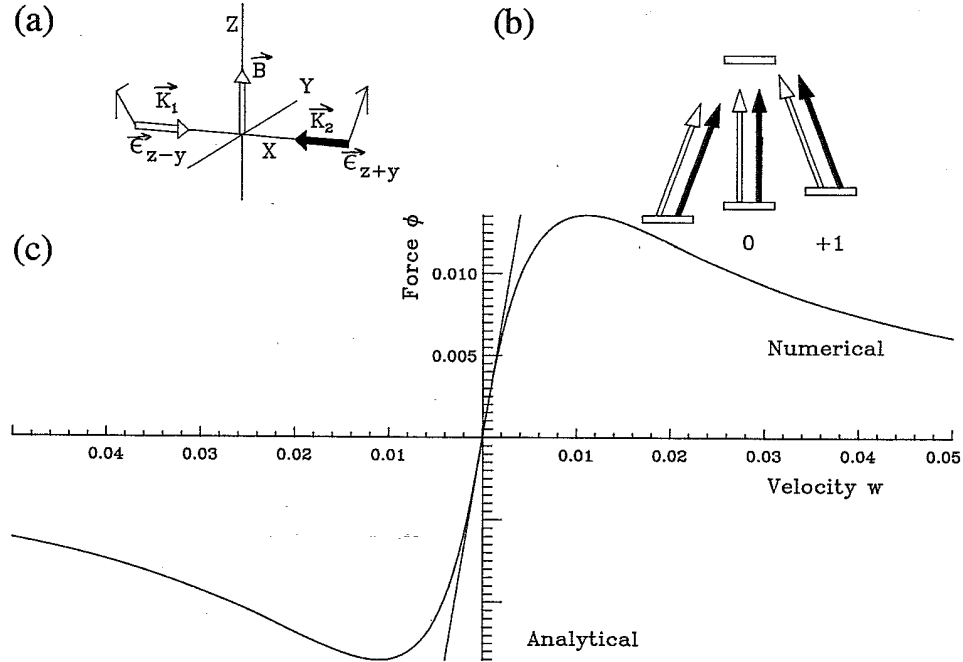 (a)
Z
B
Y
K₁
K₂
X
ϵ z−y
ϵ z+y
(b)
0
+1
(c)
Force ϕ
0.010
0.005
Numerical
0.04
0.03
0.02
0.01
0.01
0.02
0.03
0.04
0.05
Velocity w
Analytical